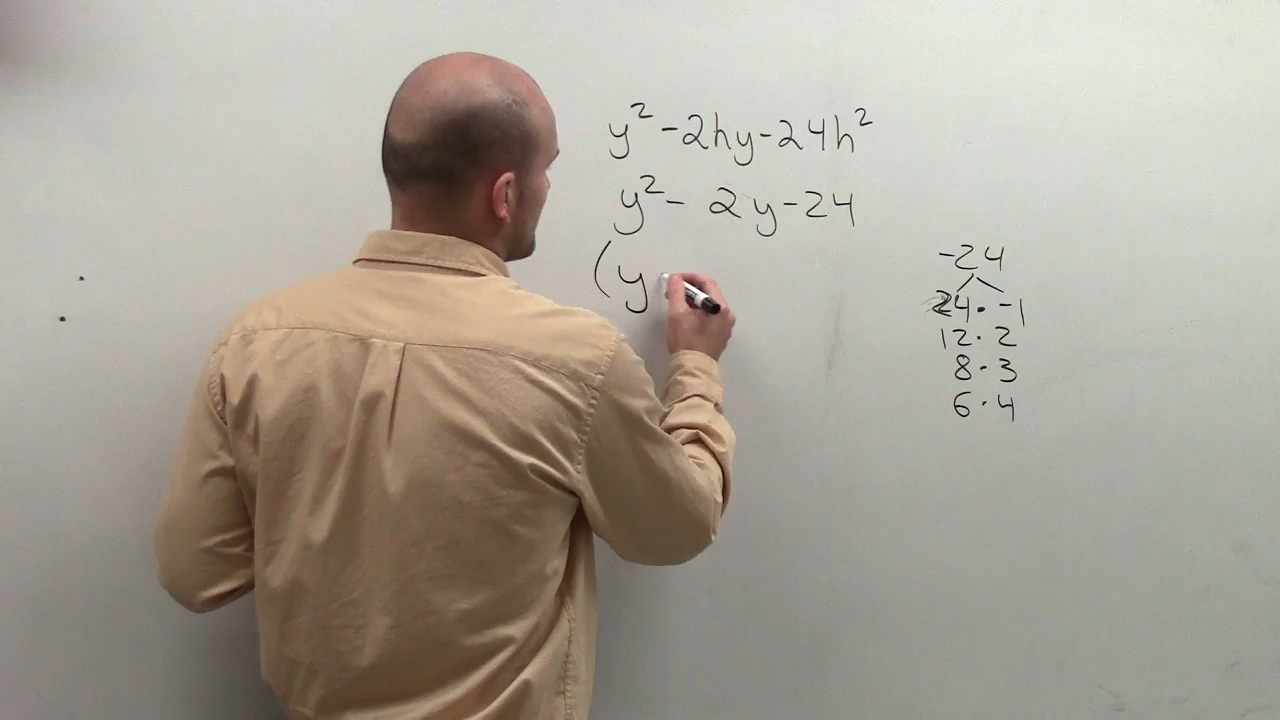 y² - 2hy - 24h²
y² - 2y - 24
(y
-24
24 · -1
12 · 2
8 · 3
6 · 4